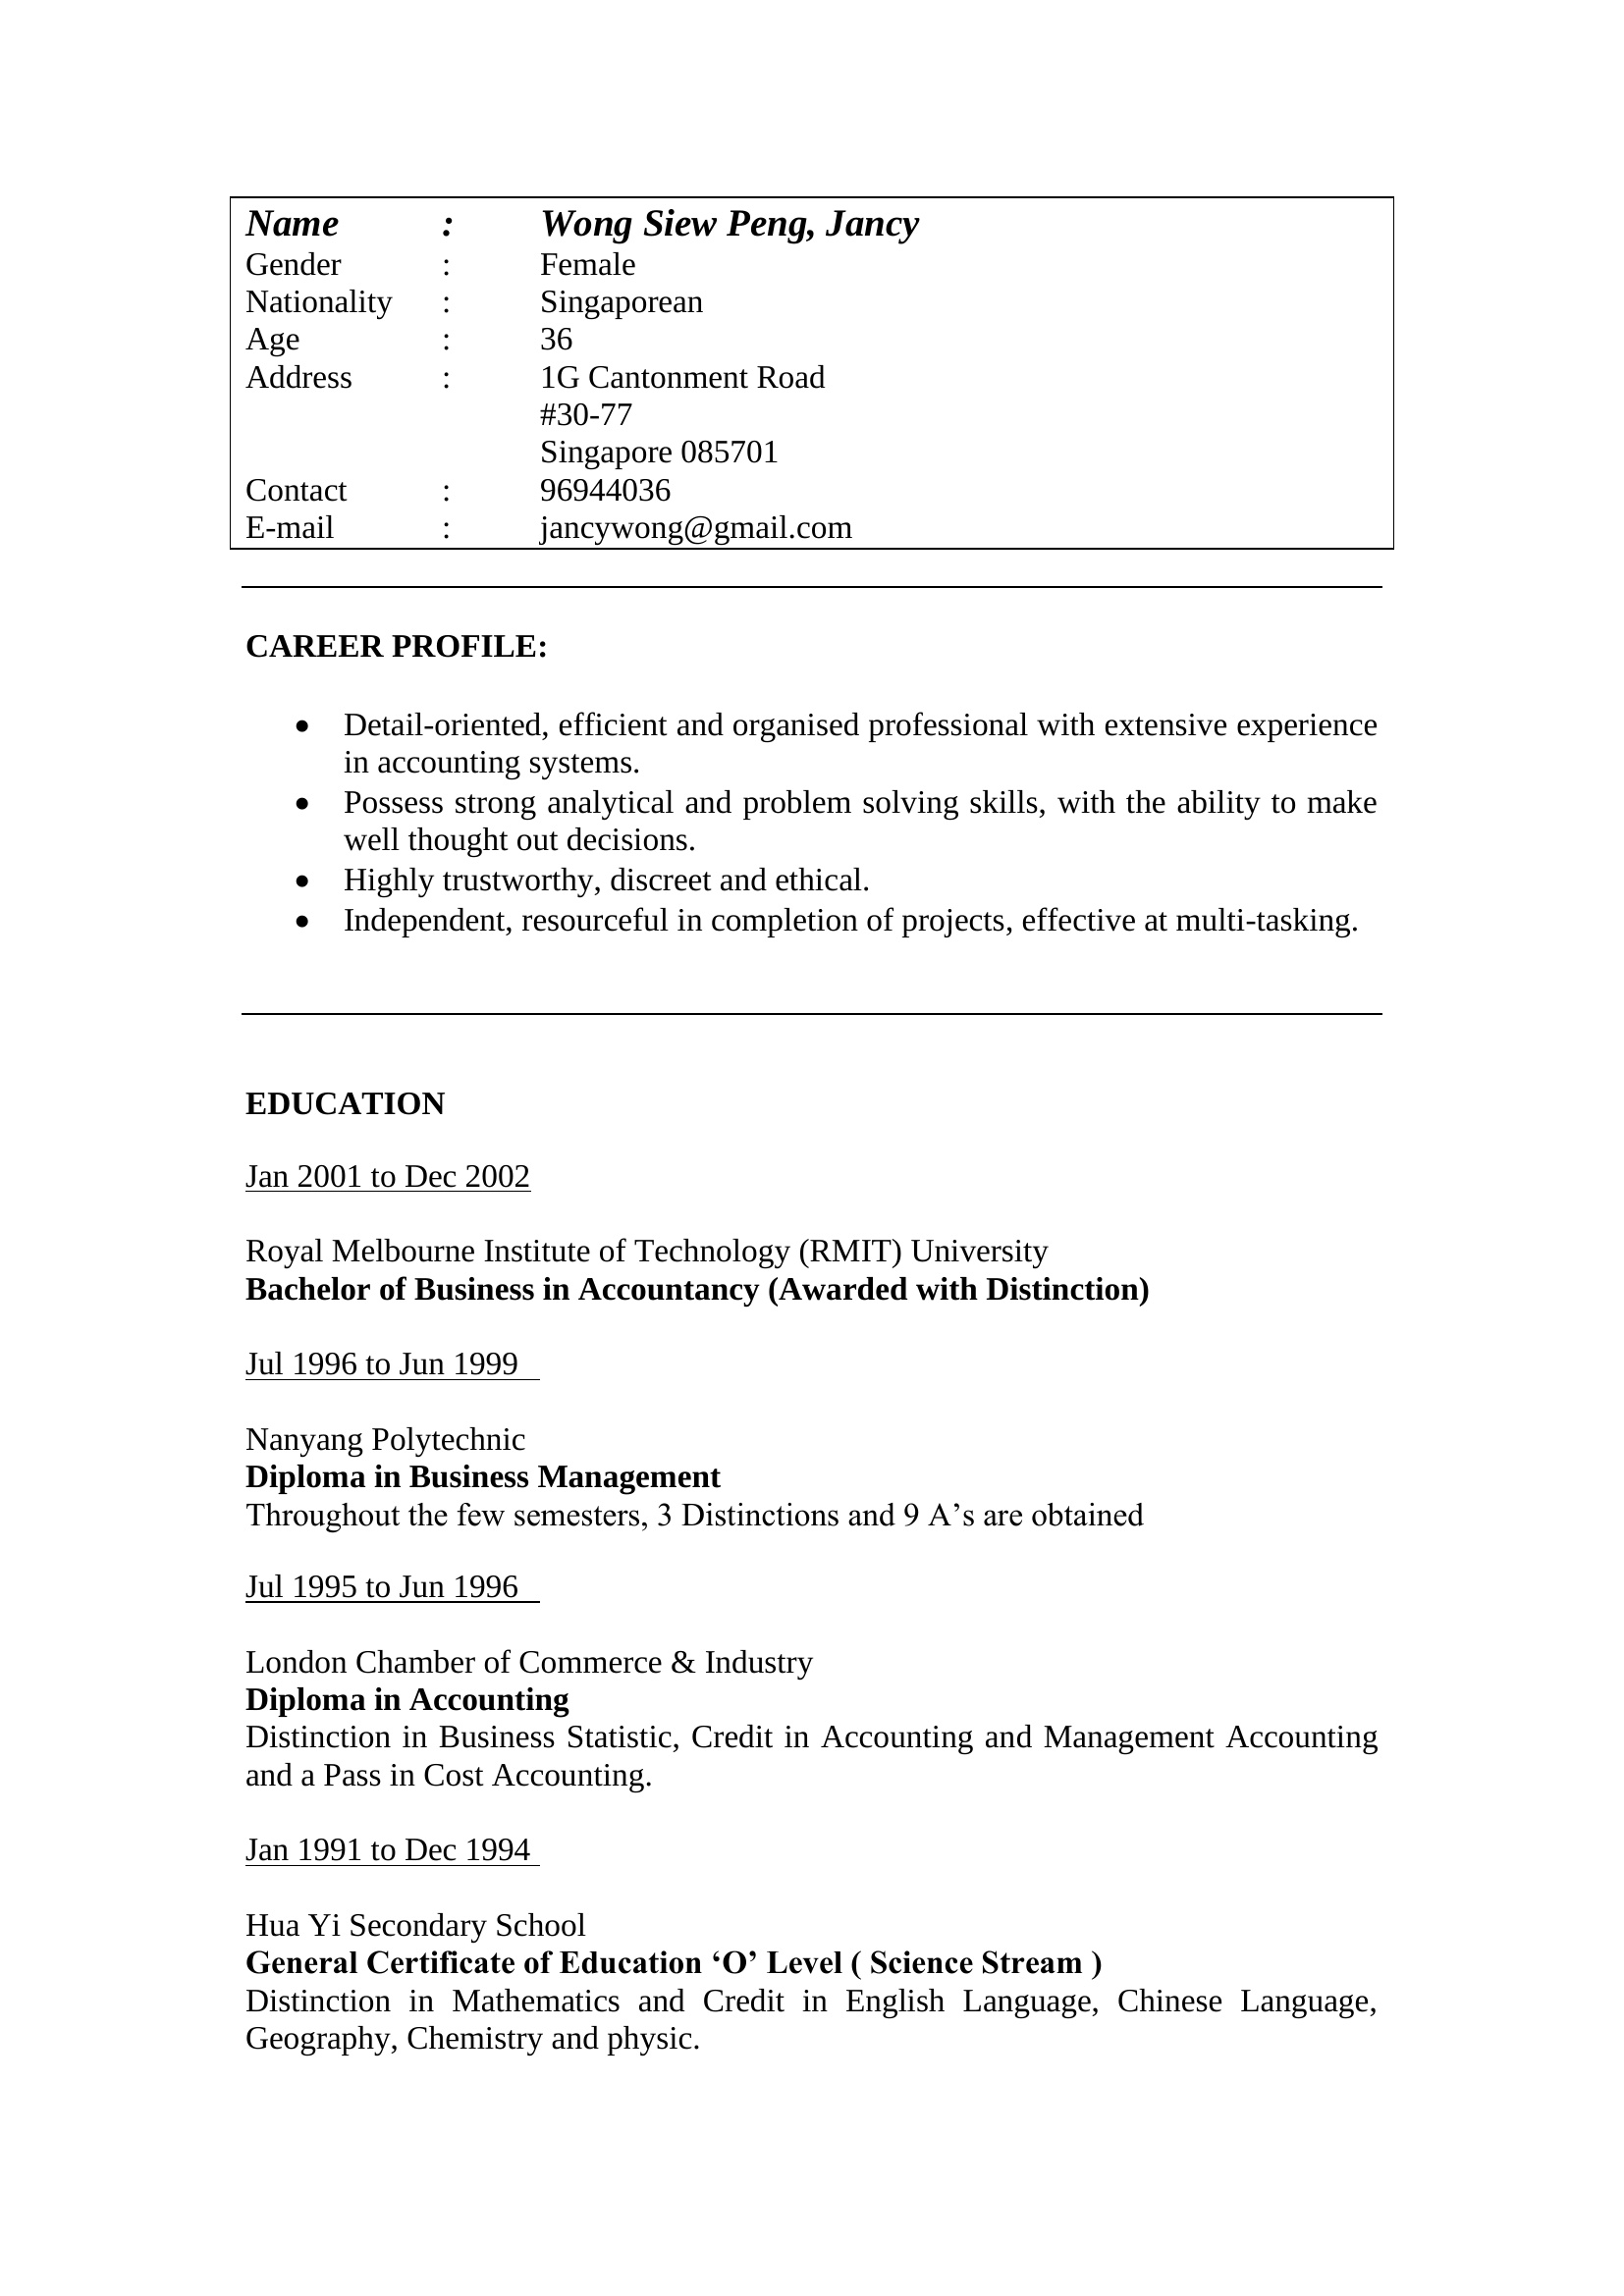 Name : Wong Siew Peng, Jancy
Gender : Female
Nationality : Singaporean
Age : 36
Address : 1G Cantonment Road
#30-77
Singapore 085701
Contact : 96944036
E-mail : jancywong@gmail.com
CAREER PROFILE:
• Detail-oriented, efficient and organised professional with extensive experience
in accounting systems.
• Possess strong analytical and problem solving skills, with the ability to make
well thought out decisions.
• Highly trustworthy, discreet and ethical.
• Independent, resourceful in completion of projects, effective at multi-tasking.
EDUCATION
Jan 2001 to Dec 2002
Royal Melbourne Institute of Technology (RMIT) University
Bachelor of Business in Accountancy (Awarded with Distinction)
Jul 1996 to Jun 1999
Nanyang Polytechnic
Diploma in Business Management
Throughout the few semesters, 3 Distinctions and 9 A’s are obtained
Jul 1995 to Jun 1996
London Chamber of Commerce & Industry
Diploma in Accounting
Distinction in Business Statistic, Credit in Accounting and Management Accounting
and a Pass in Cost Accounting.
Jan 1991 to Dec 1994
Hua Yi Secondary School
General Certificate of Education ‘O’ Level ( Science Stream )
Distinction in Mathematics and Credit in English Language, Chinese Language,
Geography, Chemistry and physic.